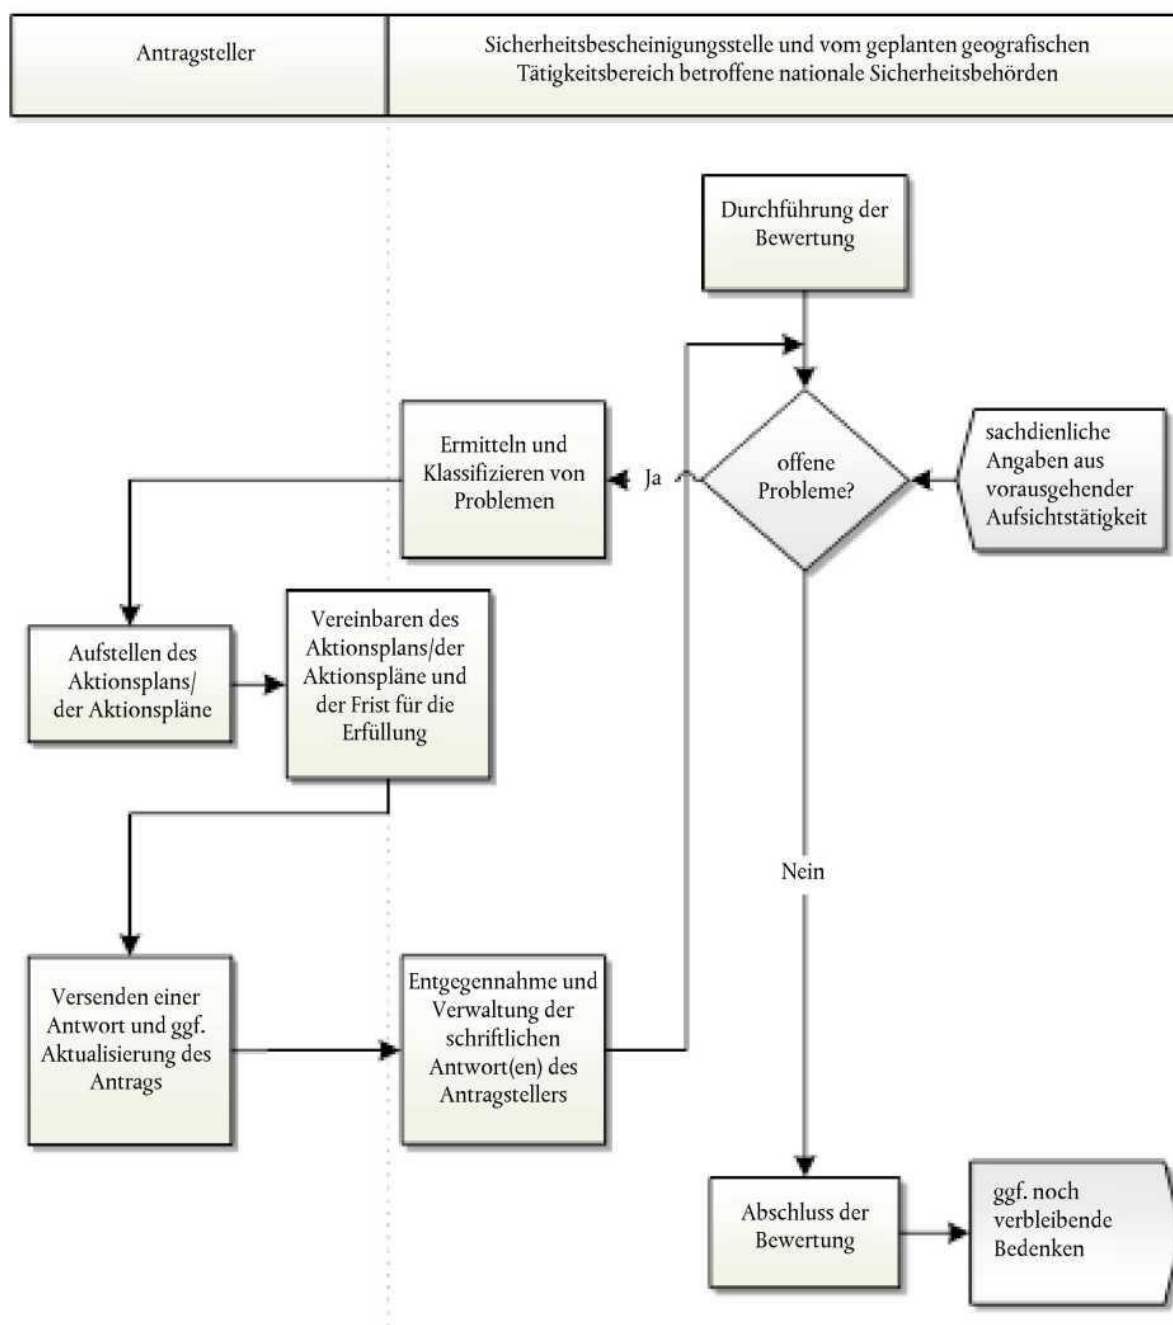 Antragsteller
Sicherheitsbescheinigungsstelle und vom geplanten geografischen
Tätigkeitsbereich betroffene nationale Sicherheitsbehörden
Durchführung der
Bewertung
offene
Probleme?
sachdienliche
Angaben aus
vorausgehender
Aufsichtstätigkeit
Ja
Ermitteln und
Klassifizieren von
Problemen
Aufstellen des
Aktionsplans/
der Aktionspläne
Vereinbaren des
Aktionsplans/der
Aktionspläne und
der Frist für die
Erfüllung
Versenden einer
Antwort und ggf.
Aktualisierung des
Antrags
Entgegennahme und
Verwaltung der
schriftlichen
Antwort(en) des
Antragstellers
Nein
Abschluss der
Bewertung
ggf. noch
verbleibende
Bedenken